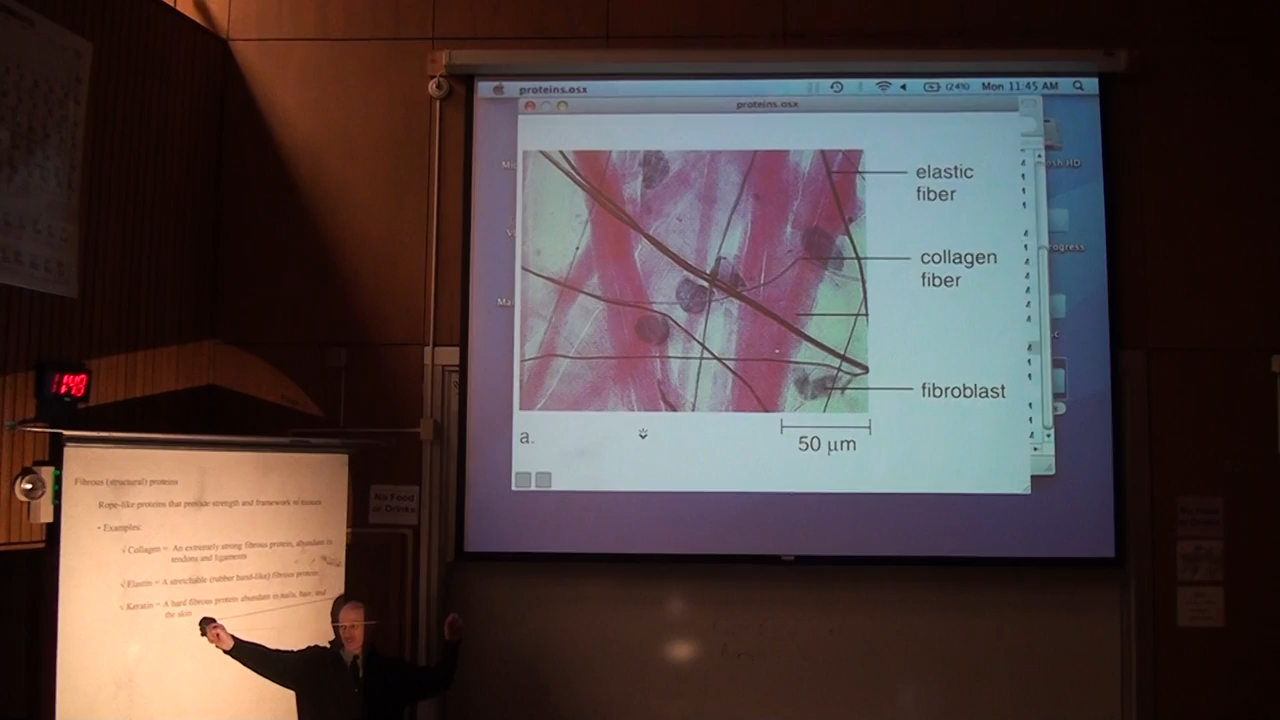 proteins.osx
(24%)
Mon 11:45 AM
proteins.osx
elastic
fiber
collagen
fiber
fibroblast
50 µm
a.
Fibrous (structural) proteins
Rope-like proteins that provide strength and framework to tissues
• Examples:
√ Collagen = An extremely strong fibrous protein, abundant in
tendons and ligaments
√ Elastin = A stretchable (rubber band-like) fibrous protein
√ Keratin = A hard fibrous protein abundant in nails, hair, and
the skin
No Food
or Drinks